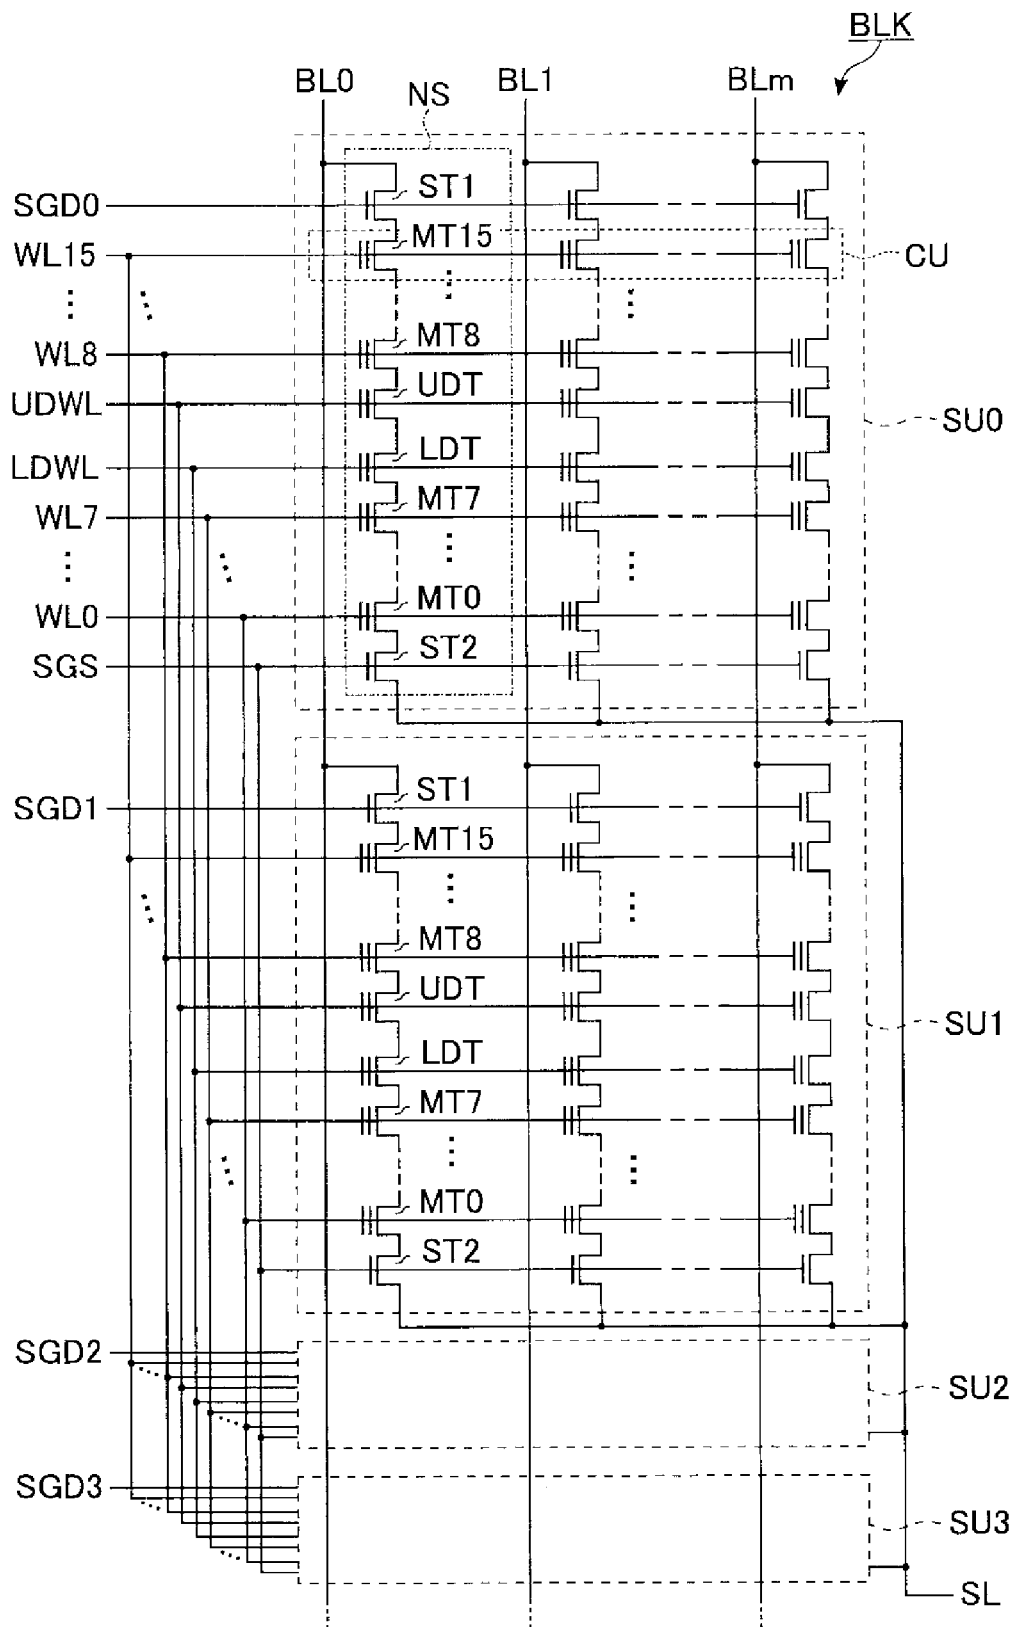 BLK
BL0 NS BL1 BLm
SGD0 ST1
WL15 MT15 CU
WL8 MT8
UDWL UDT SU0
LDWL LDT
WL7 MT7
WL0 MT0
SGS ST2
SGD1 ST1
MT15
MT8
UDT SU1
LDT
MT7
MT0
ST2
SGD2
SU2
SGD3
SU3
SL